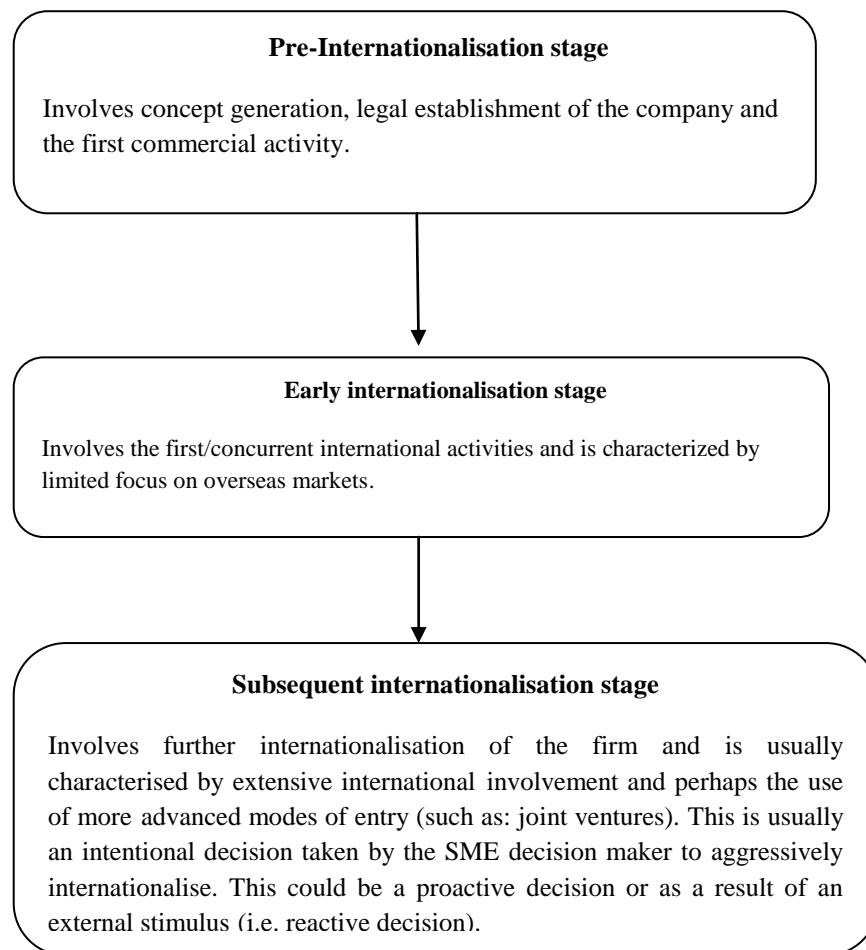 Pre-Internationalisation stage
Involves concept generation, legal establishment of the company and
the first commercial activity.
Early internationalisation stage
Involves the first/concurrent international activities and is characterized by
limited focus on overseas markets.
Subsequent internationalisation stage
Involves further internationalisation of the firm and is usually
characterised by extensive international involvement and perhaps the use
of more advanced modes of entry (such as: joint ventures). This is usually
an intentional decision taken by the SME decision maker to aggressively
internationalise. This could be a proactive decision or as a result of an
external stimulus (i.e. reactive decision).